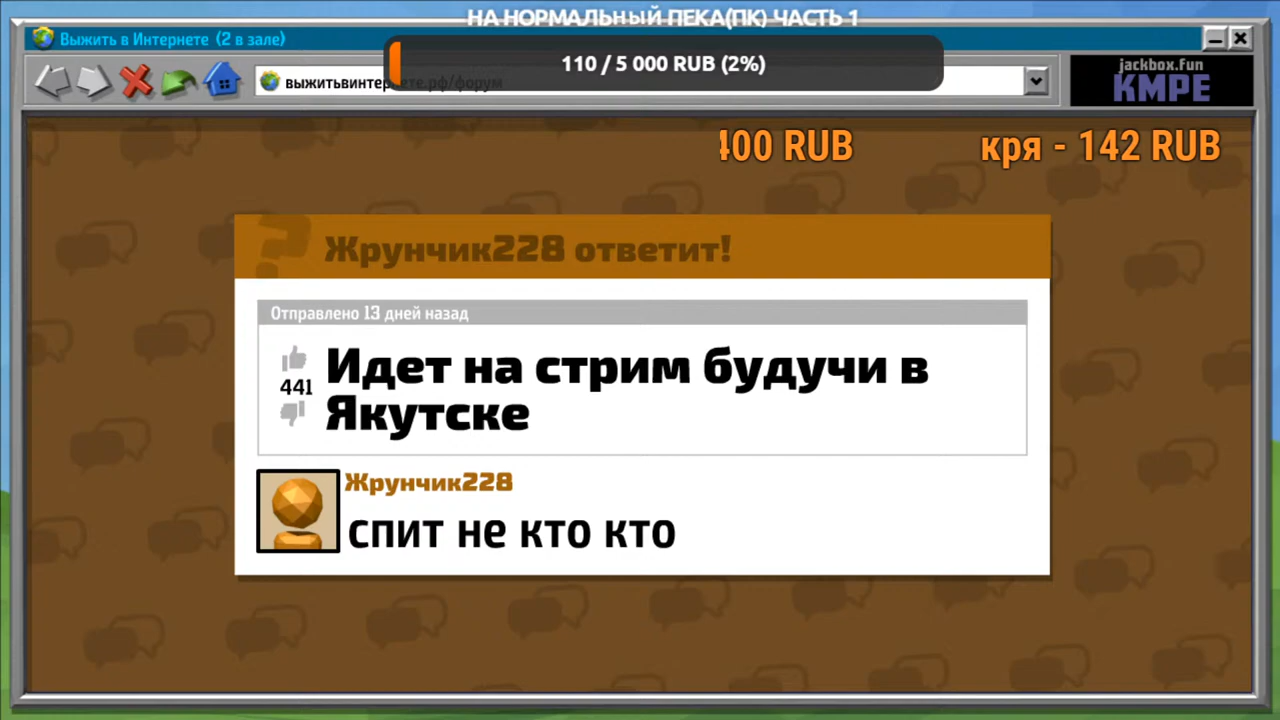 НА НОРМАЛЬНЫЙ ПЕКА(ПК) ЧАСТЬ 1
Выжить в Интернете (2 в зале)
110 / 5 000 RUB (2%)
выжитьвинтернете.рф/форум
jackbox.fun
KMPE
400 RUB
кря - 142 RUB
Жрунчик228 ответит!
Отправлено 13 дней назад
441
Идет на стрим будучи в
Якутске
Жрунчик228
спит не кто кто